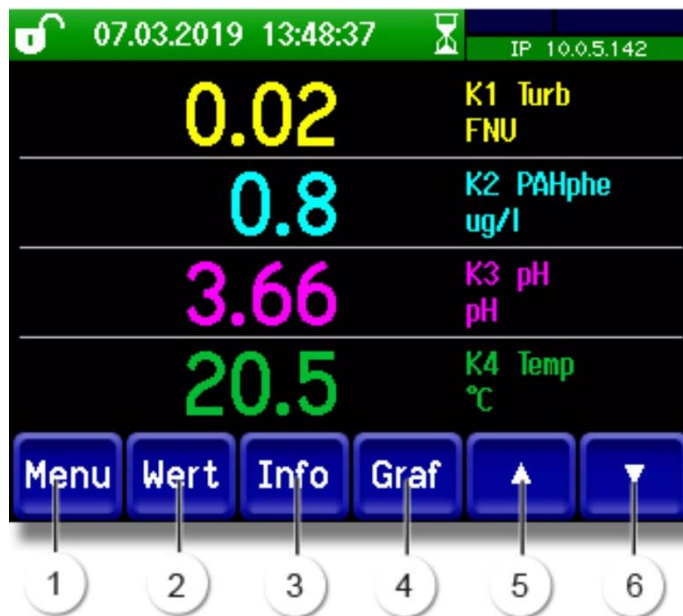 07.03.2019 13:48:37
IP 10.0.5.142
0.02 K1 Turb
FNU
0.8 K2 PAHphe
ug/l
3.66 K3 pH
pH
20.5 K4 Temp
°C
Menu Wert Info Graf ▲ ▼
1 2 3 4 5 6